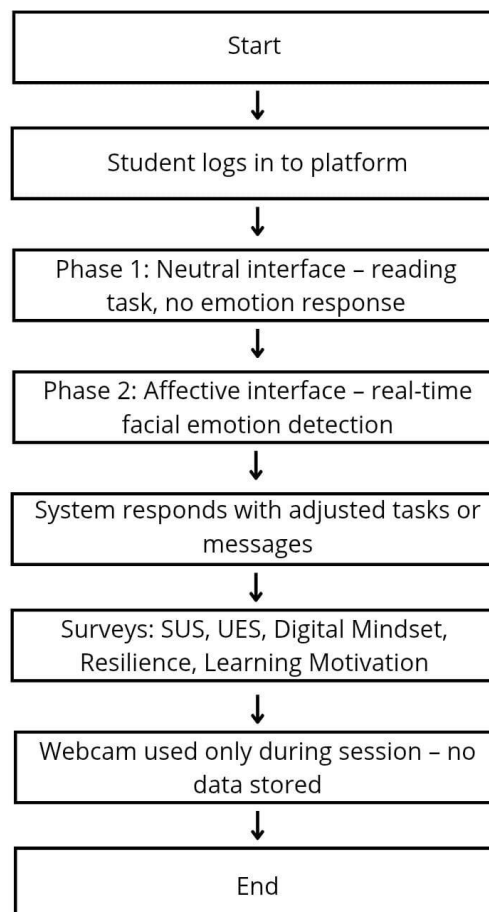 Start
Student logs in to platform
Phase 1: Neutral interface – reading
task, no emotion response
Phase 2: Affective interface – real-time
facial emotion detection
System responds with adjusted tasks or
messages
Surveys: SUS, UES, Digital Mindset,
Resilience, Learning Motivation
Webcam used only during session – no
data stored
End